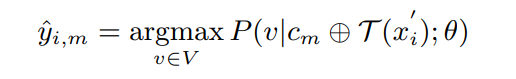 ŷ_{i,m} = argmax_{v∈V} P(v|c_m ⊕ 𝒯(x_i′); θ)